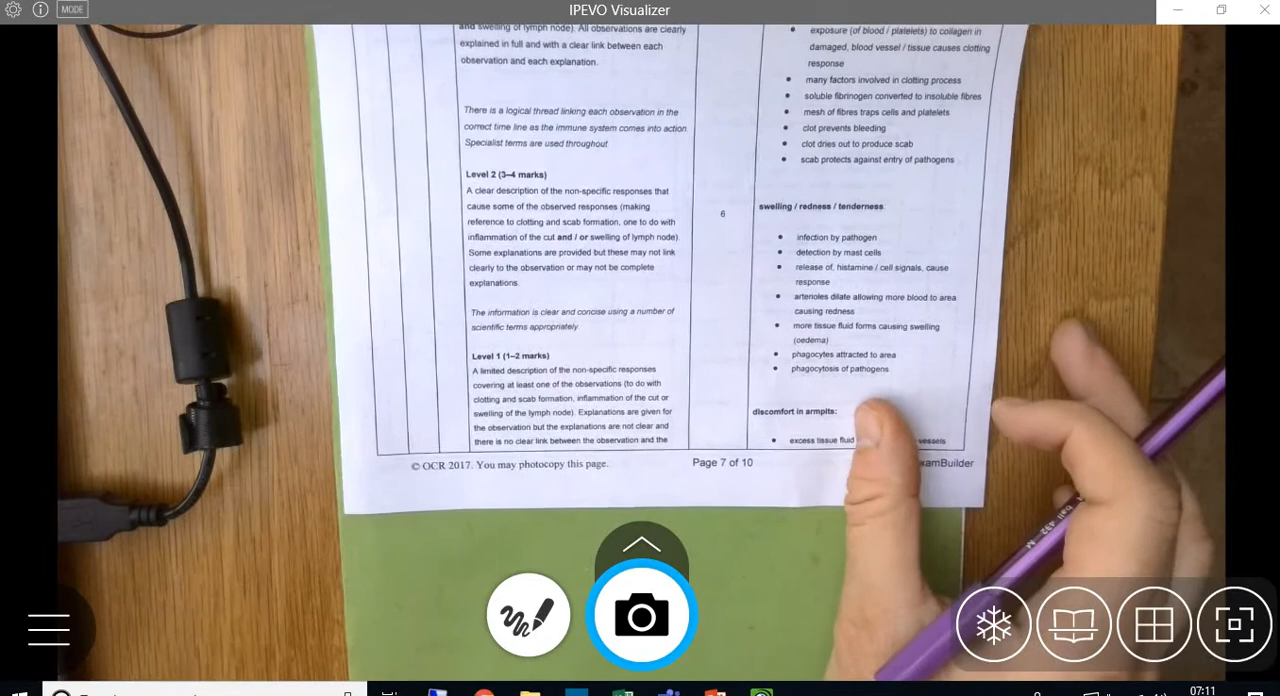 MODE
IPEVO Visualizer
and swelling of lymph node). All observations are clearly
explained in full and with a clear link between each
observation and each explanation.
There is a logical thread linking each observation in the
correct time line as the immune system comes into action.
Specialist terms are used throughout
Level 2 (3–4 marks)
A clear description of the non-specific responses that
cause some of the observed responses (making
reference to clotting and scab formation, one to do with
inflammation of the cut and / or swelling of lymph node).
Some explanations are provided but these may not link
clearly to the observation or may not be complete
explanations.
The information is clear and concise using a number of
scientific terms appropriately
Level 1 (1–2 marks)
A limited description of the non-specific responses
covering at least one of the observations (to do with
clotting and scab formation, inflammation of the cut or
swelling of the lymph node). Explanations are given for
the observation but the explanations are not clear and
there is no clear link between the observation and the
6
exposure (of blood / platelets) to collagen in
damaged, blood vessel / tissue causes clotting
response
• many factors involved in clotting process
• soluble fibrinogen converted to insoluble fibres
• mesh of fibres traps cells and platelets
• clot prevents bleeding
• clot dries out to produce scab
• scab protects against entry of pathogens
swelling / redness / tenderness:
• infection by pathogen
• detection by mast cells
• release of, histamine / cell signals, cause
response
• arterioles dilate allowing more blood to area
causing redness
• more tissue fluid forms causing swelling
(oedema)
• phagocytes attracted to area
• phagocytosis of pathogens
discomfort in armpits:
• excess tissue fluid vessels
© OCR 2017. You may photocopy this page.
Page 7 of 10
xamBuilder
ball 432 M
07:11